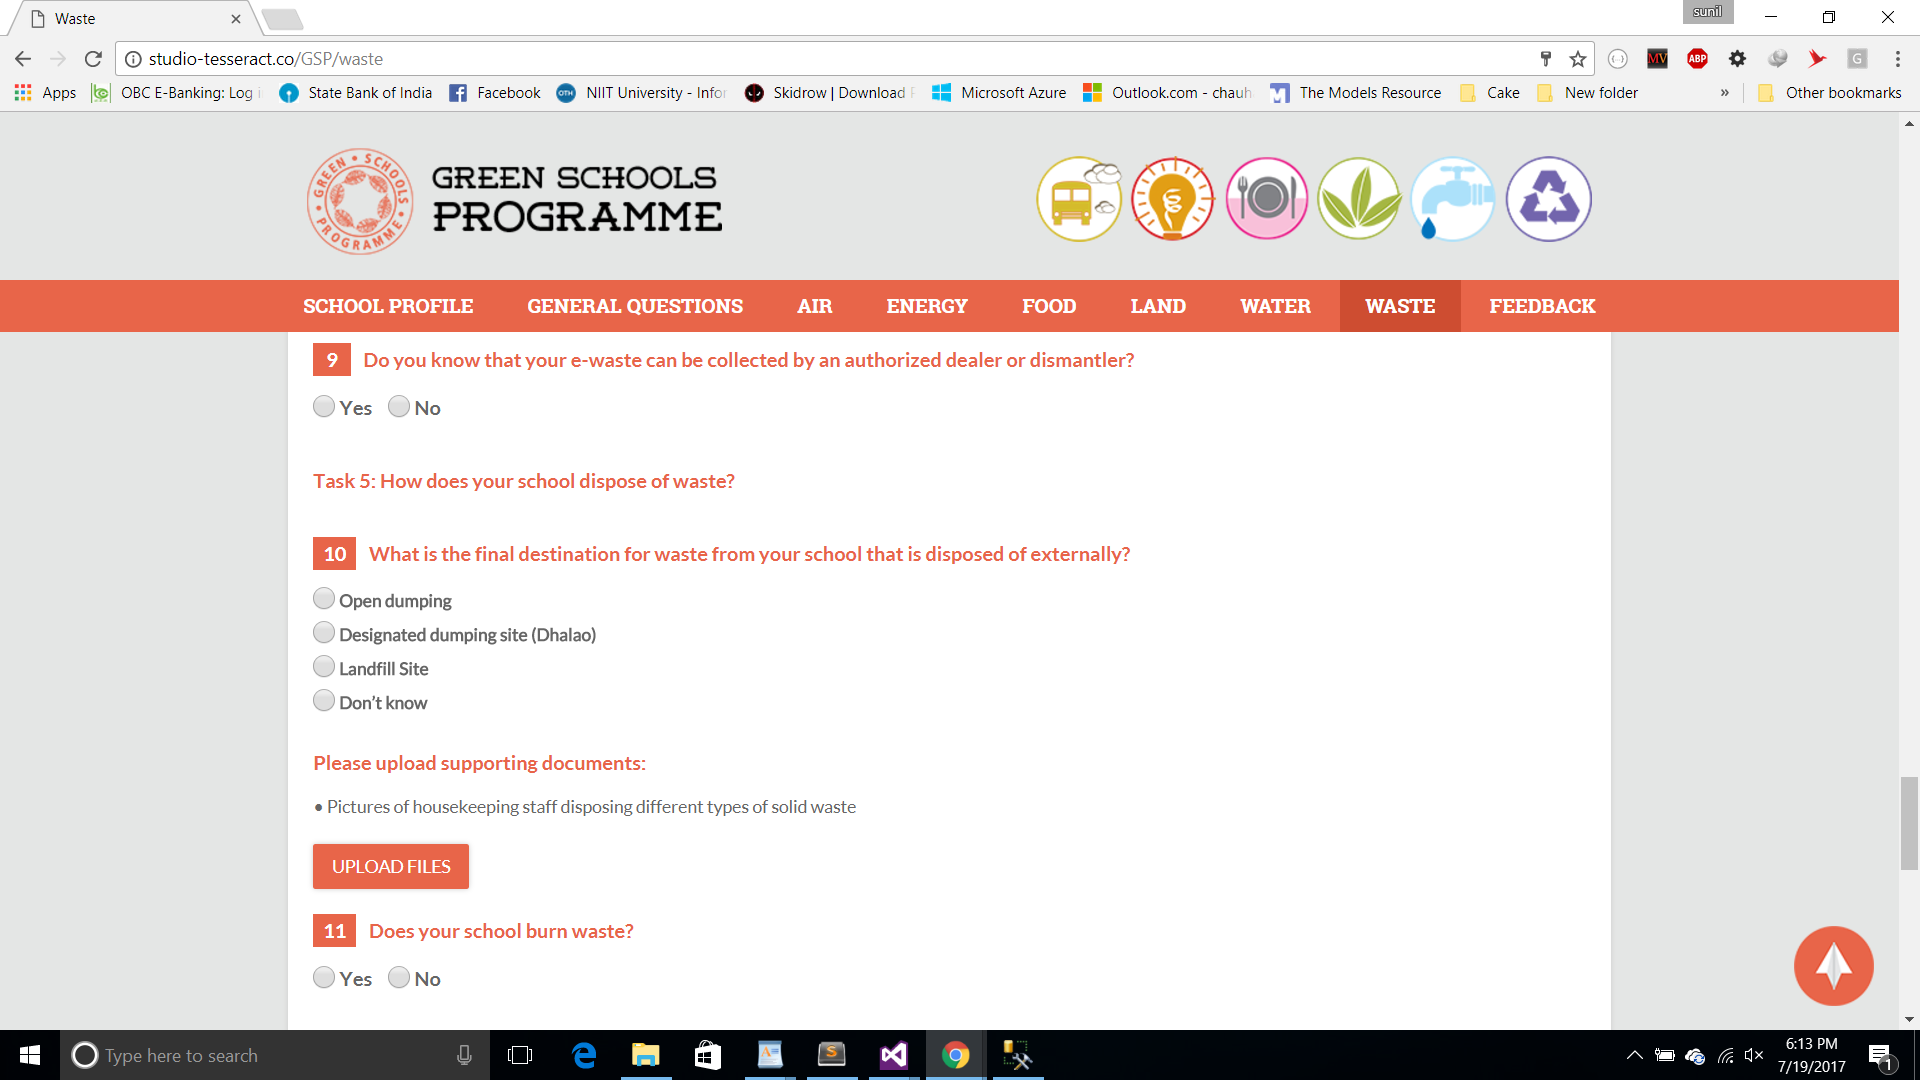 Waste
sunil
studio-tesseract.co/GSP/waste
Apps
OBC E-Banking: Log i
State Bank of India
Facebook
NIIT University - Infor
Skidrow | Download F
Microsoft Azure
Outlook.com - chauh
The Models Resource
Cake
New folder
»
Other bookmarks
MV
ABP
G
GREEN • SCHOOLS • PROGRAMME •
GREEN SCHOOLS
PROGRAMME
SCHOOL PROFILE GENERAL QUESTIONS AIR ENERGY FOOD LAND WATER WASTE FEEDBACK
9 Do you know that your e-waste can be collected by an authorized dealer or dismantler?
Yes No
Task 5: How does your school dispose of waste?
10 What is the final destination for waste from your school that is disposed of externally?
Open dumping
Designated dumping site (Dhalao)
Landfill Site
Don’t know
Please upload supporting documents:
• Pictures of housekeeping staff disposing different types of solid waste
UPLOAD FILES
11 Does your school burn waste?
Yes No
Type here to search
6:13 PM
7/19/2017
1